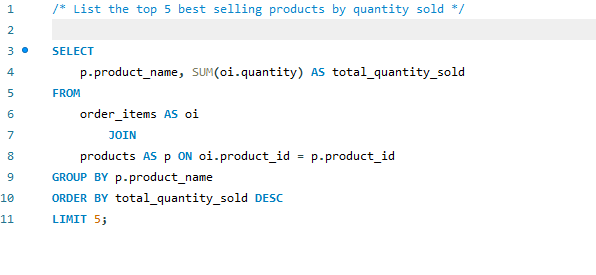 1 /* List the top 5 best selling products by quantity sold */
2
3 SELECT
4 p.product_name, SUM(oi.quantity) AS total_quantity_sold
5 FROM
6 order_items AS oi
7 JOIN
8 products AS p ON oi.product_id = p.product_id
9 GROUP BY p.product_name
10 ORDER BY total_quantity_sold DESC
11 LIMIT 5;